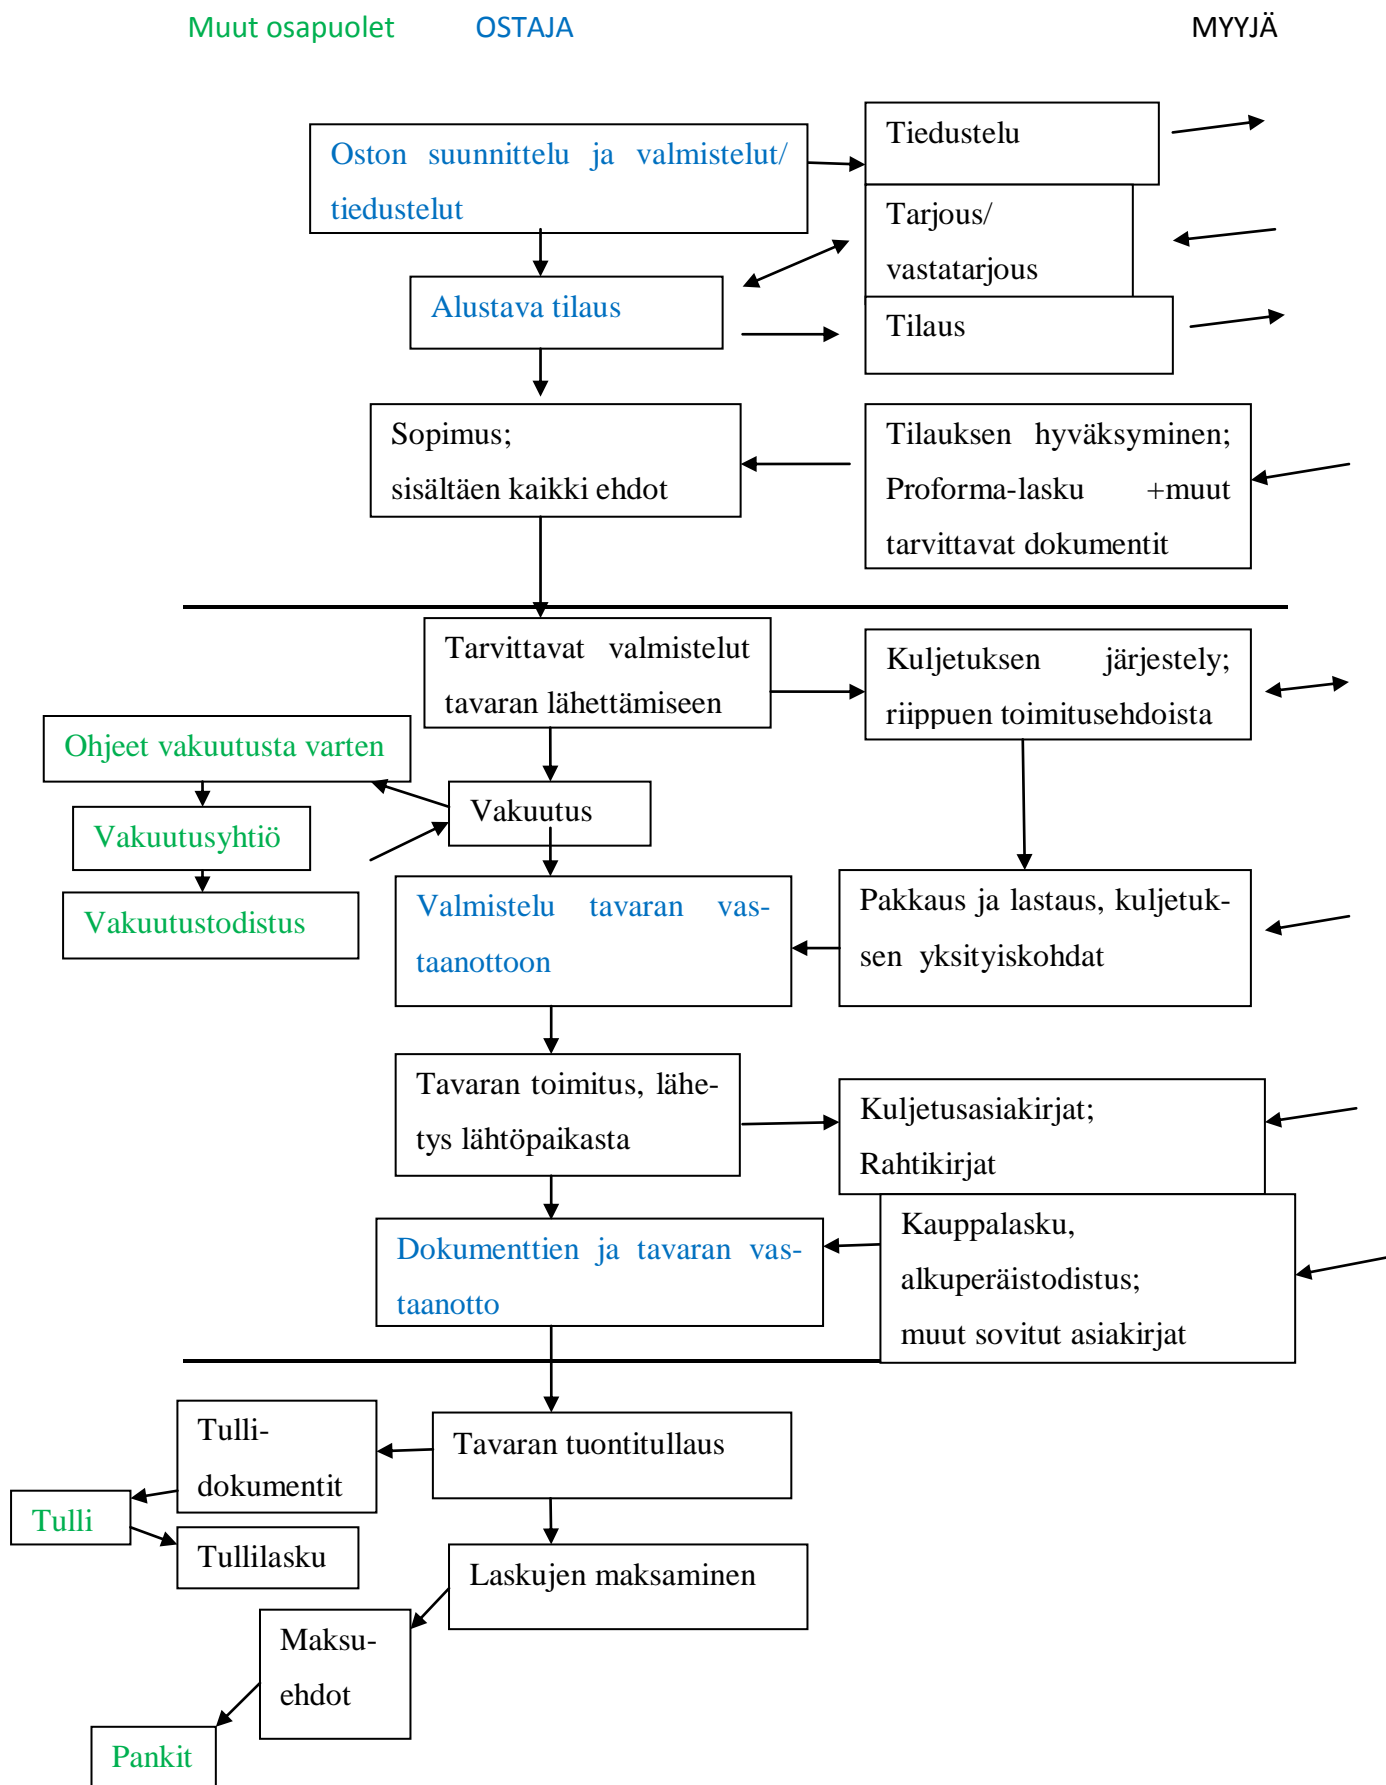 Muut osapuolet OSTAJA MYYJÄ
Oston suunnittelu ja valmistelut/
tiedustelut
Tiedustelu
Tarjous/
vastatarjous
Alustava tilaus
Tilaus
Sopimus;
sisältäen kaikki ehdot
Tilauksen hyväksyminen;
Proforma-lasku +muut
tarvittavat dokumentit
Tarvittavat valmistelut
tavaran lähettämiseen
Kuljetuksen järjestely;
riippuen toimitusehdoista
Ohjeet vakuutusta varten
Vakuutus
Vakuutusyhtiö
Vakuutustodistus
Valmistelu tavaran vas-
taanottoon
Pakkaus ja lastaus, kuljetuk-
sen yksityiskohdat
Tavaran toimitus, lähe-
tys lähtöpaikasta
Kuljetusasiakirjat;
Rahtikirjat
Dokumenttien ja tavaran vas-
taanotto
Kauppalasku,
alkuperäistodistus;
muut sovitut asiakirjat
Tulli-
dokumentit
Tavaran tuontitullaus
Tulli
Tullilasku
Laskujen maksaminen
Maksu-
ehdot
Pankit